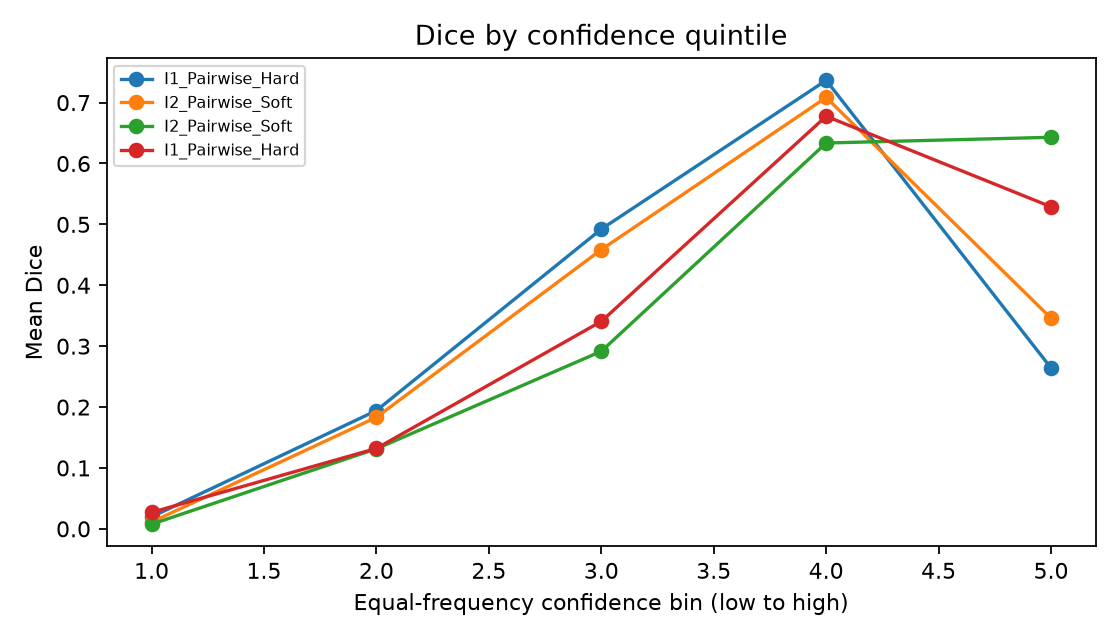 Dice by confidence quintile
I1_Pairwise_Hard
I2_Pairwise_Soft
I2_Pairwise_Soft
I1_Pairwise_Hard
Mean Dice
0.7
0.6
0.5
0.4
0.3
0.2
0.1
0.0
1.0 1.5 2.0 2.5 3.0 3.5 4.0 4.5 5.0
Equal-frequency confidence bin (low to high)